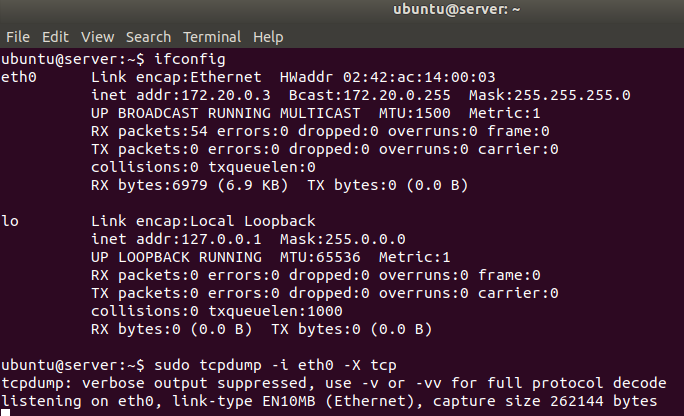 ubuntu@server: ~
File Edit View Search Terminal Help
ubuntu@server:~$ ifconfig
eth0      Link encap:Ethernet  HWaddr 02:42:ac:14:00:03
          inet addr:172.20.0.3  Bcast:172.20.0.255  Mask:255.255.255.0
          UP BROADCAST RUNNING MULTICAST  MTU:1500  Metric:1
          RX packets:54 errors:0 dropped:0 overruns:0 frame:0
          TX packets:0 errors:0 dropped:0 overruns:0 carrier:0
          collisions:0 txqueuelen:0
          RX bytes:6979 (6.9 KB)  TX bytes:0 (0.0 B)
lo        Link encap:Local Loopback
          inet addr:127.0.0.1  Mask:255.0.0.0
          UP LOOPBACK RUNNING  MTU:65536  Metric:1
          RX packets:0 errors:0 dropped:0 overruns:0 frame:0
          TX packets:0 errors:0 dropped:0 overruns:0 carrier:0
          collisions:0 txqueuelen:1000
          RX bytes:0 (0.0 B)  TX bytes:0 (0.0 B)
ubuntu@server:~$ sudo tcpdump -i eth0 -X tcp
tcpdump: verbose output suppressed, use -v or -vv for full protocol decode
listening on eth0, link-type EN10MB (Ethernet), capture size 262144 bytes